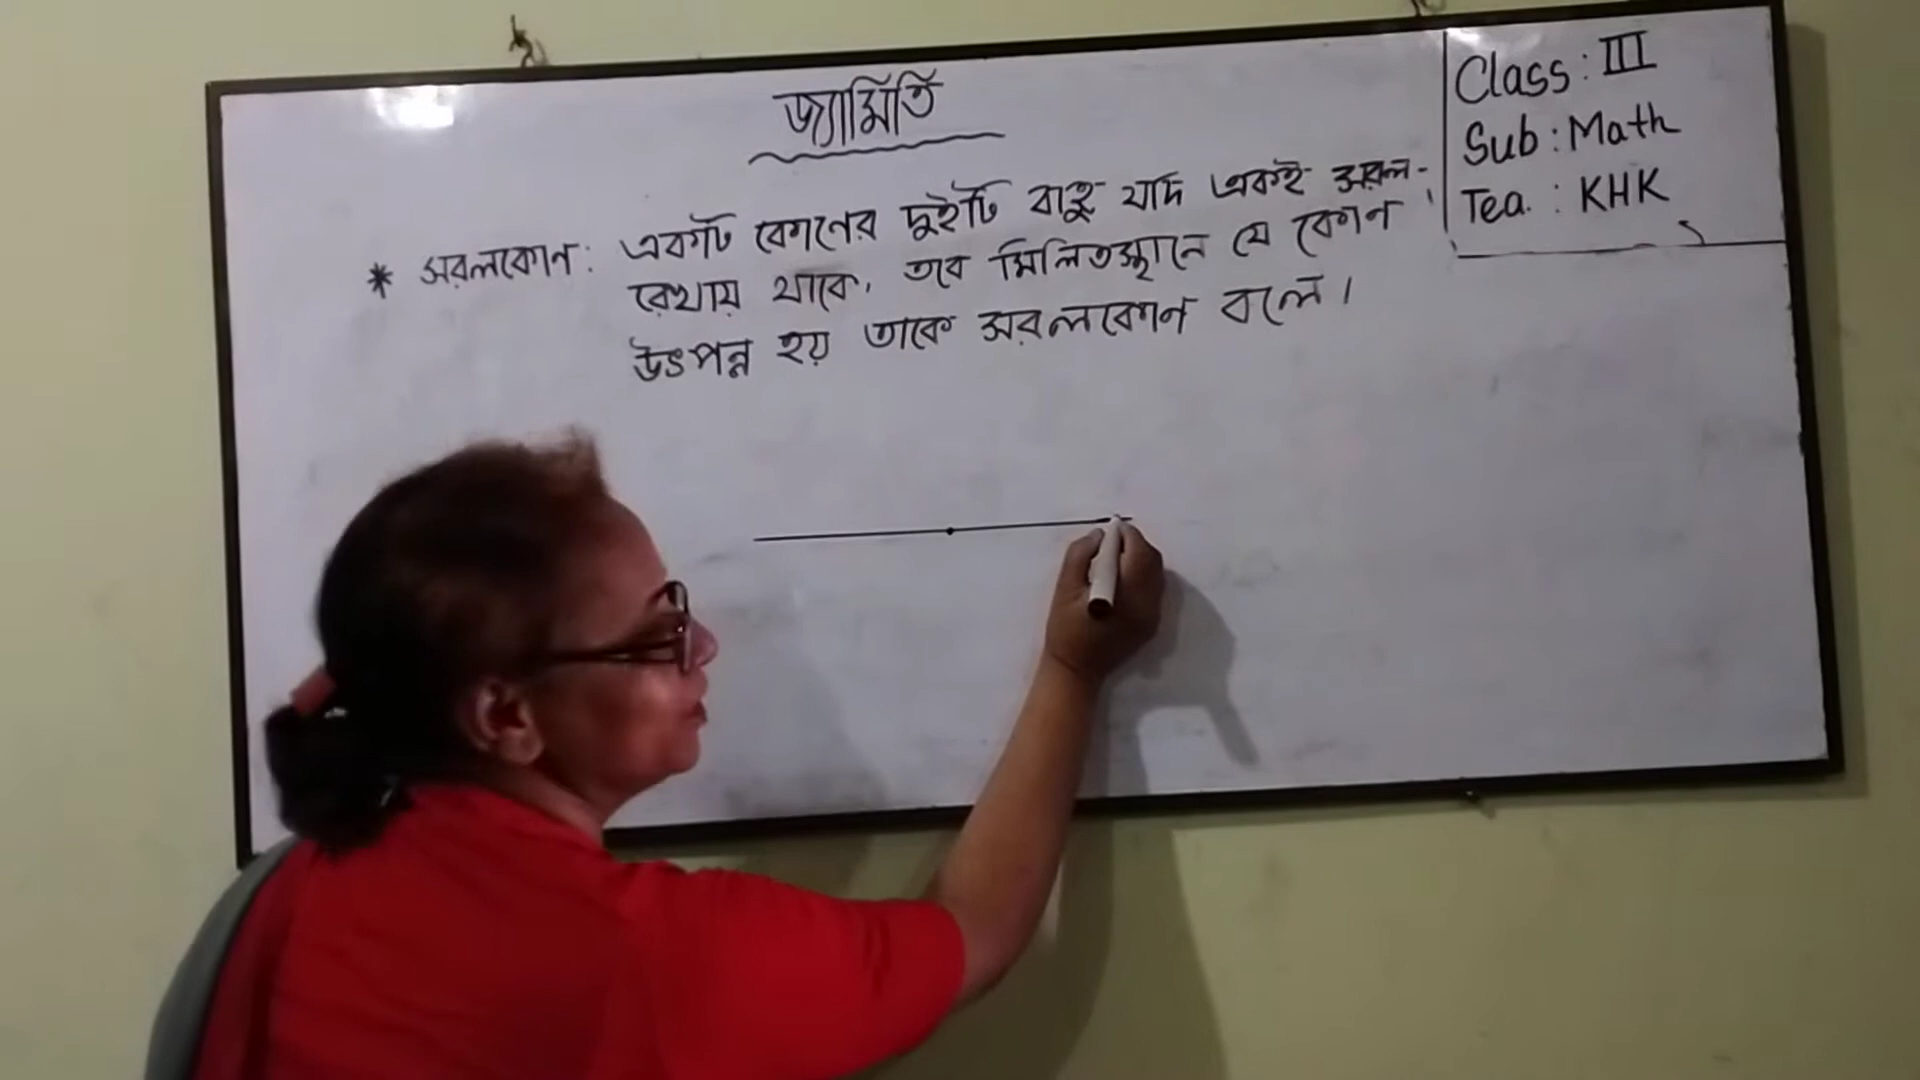 জ্যামিতি
Class : III
Sub : Math
Tea. : KHK
* সরলকোণ : একটি কোণের দুইটি বাহু যদি একই সরল-
রেখায় থাকে, তবে মিলিতস্থানে যে কোণ
উৎপন্ন হয় তাকে সরলকোণ বলে।